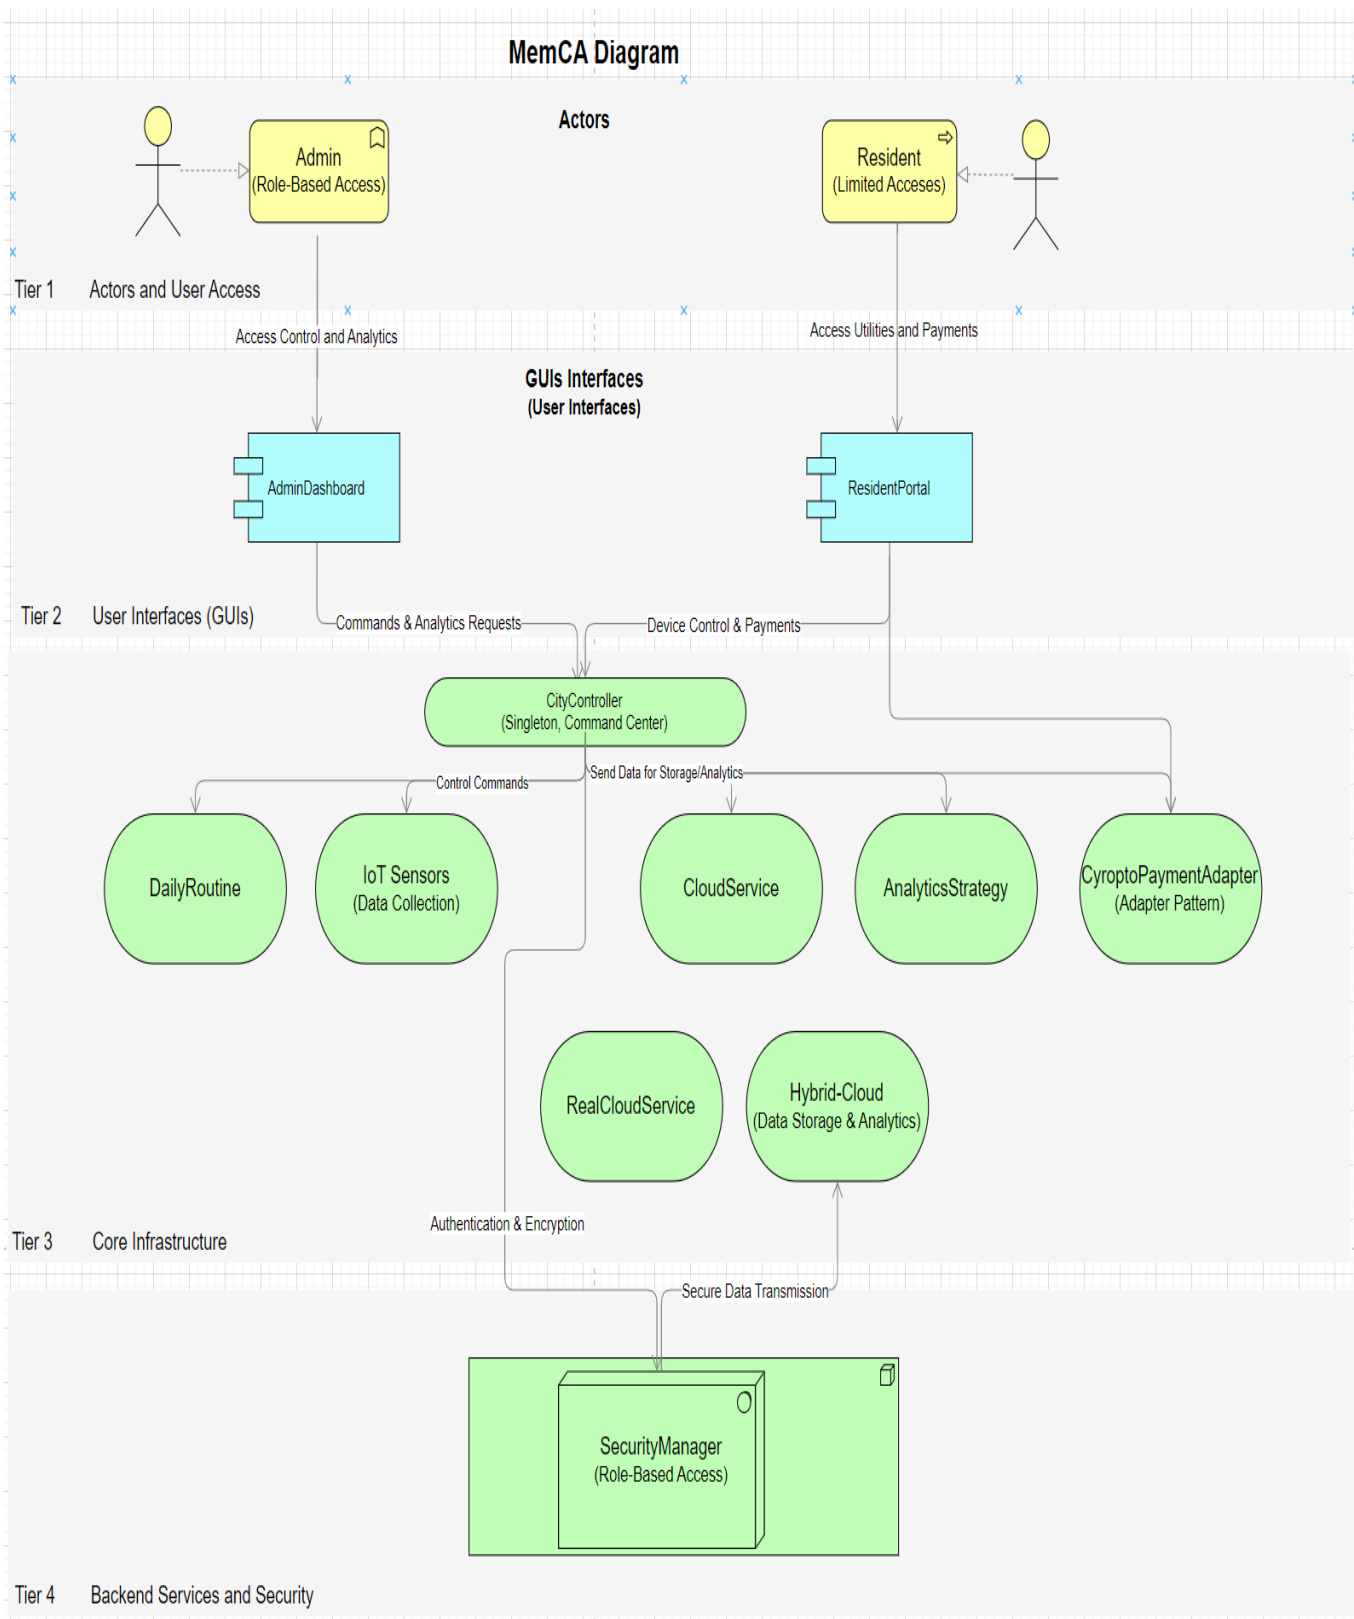 MemCA Diagram
Actors
Admin
(Role-Based Access)
Resident
(Limited Acceses)
Tier 1 Actors and User Access
Access Control and Analytics
Access Utilities and Payments
GUIs Interfaces
(User Interfaces)
AdminDashboard
ResidentPortal
Tier 2 User Interfaces (GUIs)
Commands & Analytics Requests
Device Control & Payments
CityController
(Singleton, Command Center)
Control Commands
Send Data for Storage/Analytics
DailyRoutine
IoT Sensors
(Data Collection)
CloudService
AnalyticsStrategy
CyroptoPaymentAdapter
(Adapter Pattern)
RealCloudService
Hybrid-Cloud
(Data Storage & Analytics)
Authentication & Encryption
Tier 3 Core Infrastructure
Secure Data Transmission
SecurityManager
(Role-Based Access)
Tier 4 Backend Services and Security